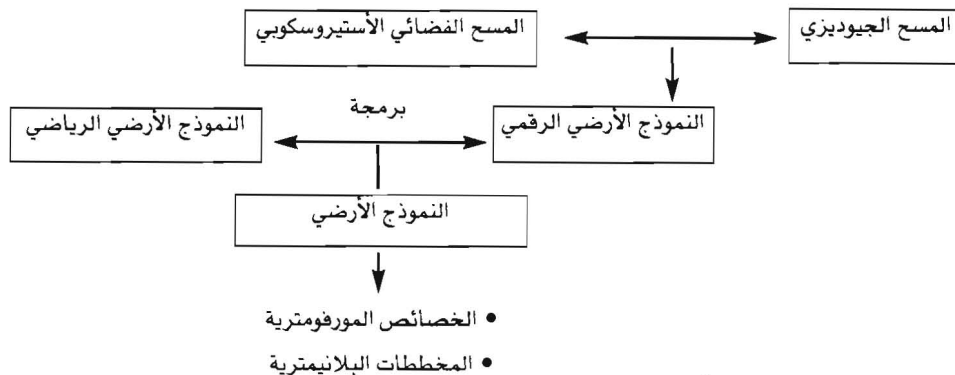 المسح الجيوديزي
المسح الفضائي الأستيروسكوبي
برمجة
النموذج الأرضي الرقمي
النموذج الأرضي الرياضي
النموذج الأرضي
• الخصائص المورفومترية
• المخططات البلانيمترية